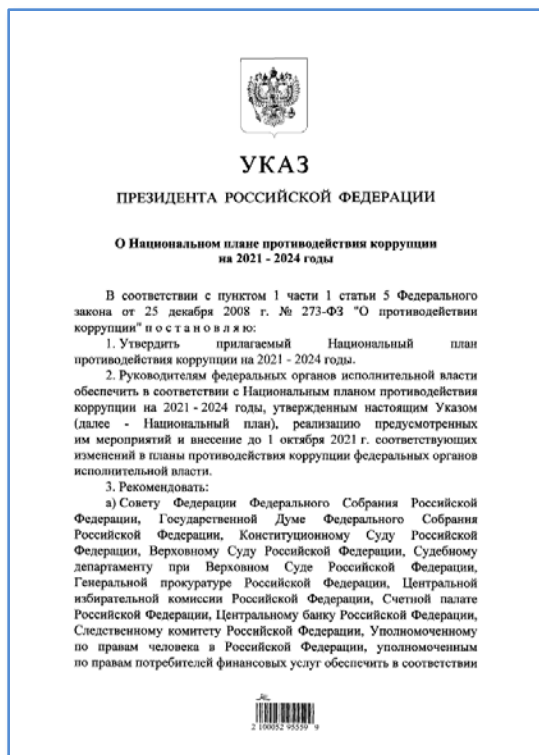 УКАЗ
ПРЕЗИДЕНТА РОССИЙСКОЙ ФЕДЕРАЦИИ
О Национальном плане противодействия коррупции
на 2021 - 2024 годы
В соответствии с пунктом 1 части 1 статьи 5 Федерального
закона от 25 декабря 2008 г. № 273-ФЗ "О противодействии
коррупции" п о с т а н о в л я ю:
1. Утвердить прилагаемый Национальный план
противодействия коррупции на 2021 - 2024 годы.
2. Руководителям федеральных органов исполнительной власти
обеспечить в соответствии с Национальным планом противодействия
коррупции на 2021 - 2024 годы, утвержденным настоящим Указом
(далее - Национальный план), реализацию предусмотренных
им мероприятий и внесение до 1 октября 2021 г. соответствующих
изменений в планы противодействия коррупции федеральных органов
исполнительной власти.
3. Рекомендовать:
а) Совету Федерации Федерального Собрания Российской
Федерации, Государственной Думе Федерального Собрания
Российской Федерации, Конституционному Суду Российской
Федерации, Верховному Суду Российской Федерации, Судебному
департаменту при Верховном Суде Российской Федерации,
Генеральной прокуратуре Российской Федерации, Центральной
избирательной комиссии Российской Федерации, Счетной палате
Российской Федерации, Центральному банку Российской Федерации,
Следственному комитету Российской Федерации, Уполномоченному
по правам человека в Российской Федерации, уполномоченным
по правам потребителей финансовых услуг обеспечить в соответствии
2 100052 95559 9